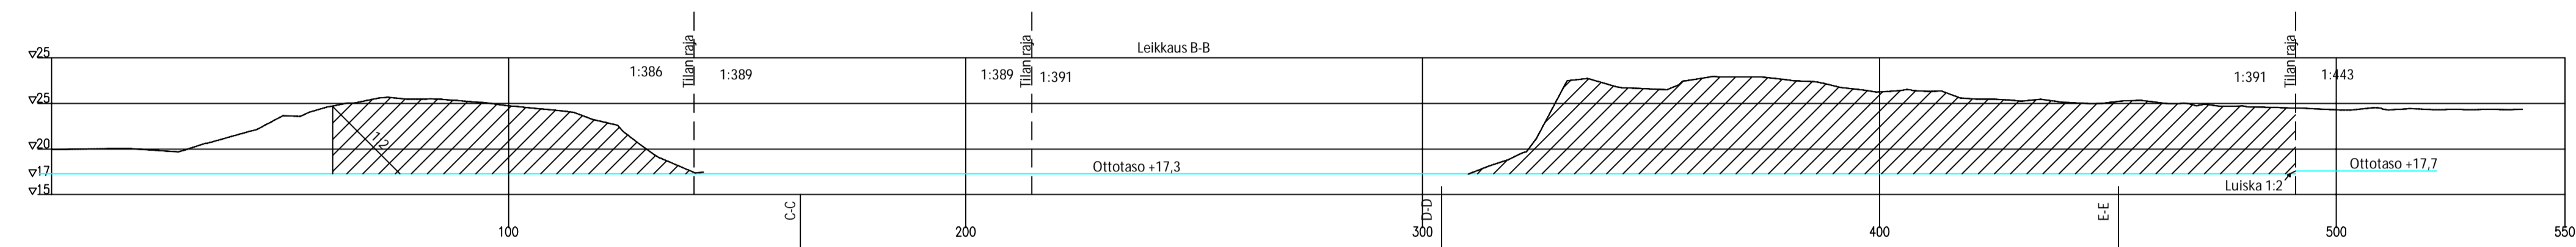 Leikkaus B-B
25
Tilan raja
Tilan raja
Tilan raja
1:386
1:389
1:389
1:391
1:391
1:443
25
1:2
20
17
Ottotaso +17,3
Ottotaso +17,7
15
Luiska 1:2
C-C
D-D
E-E
100
200
300
400
500
550